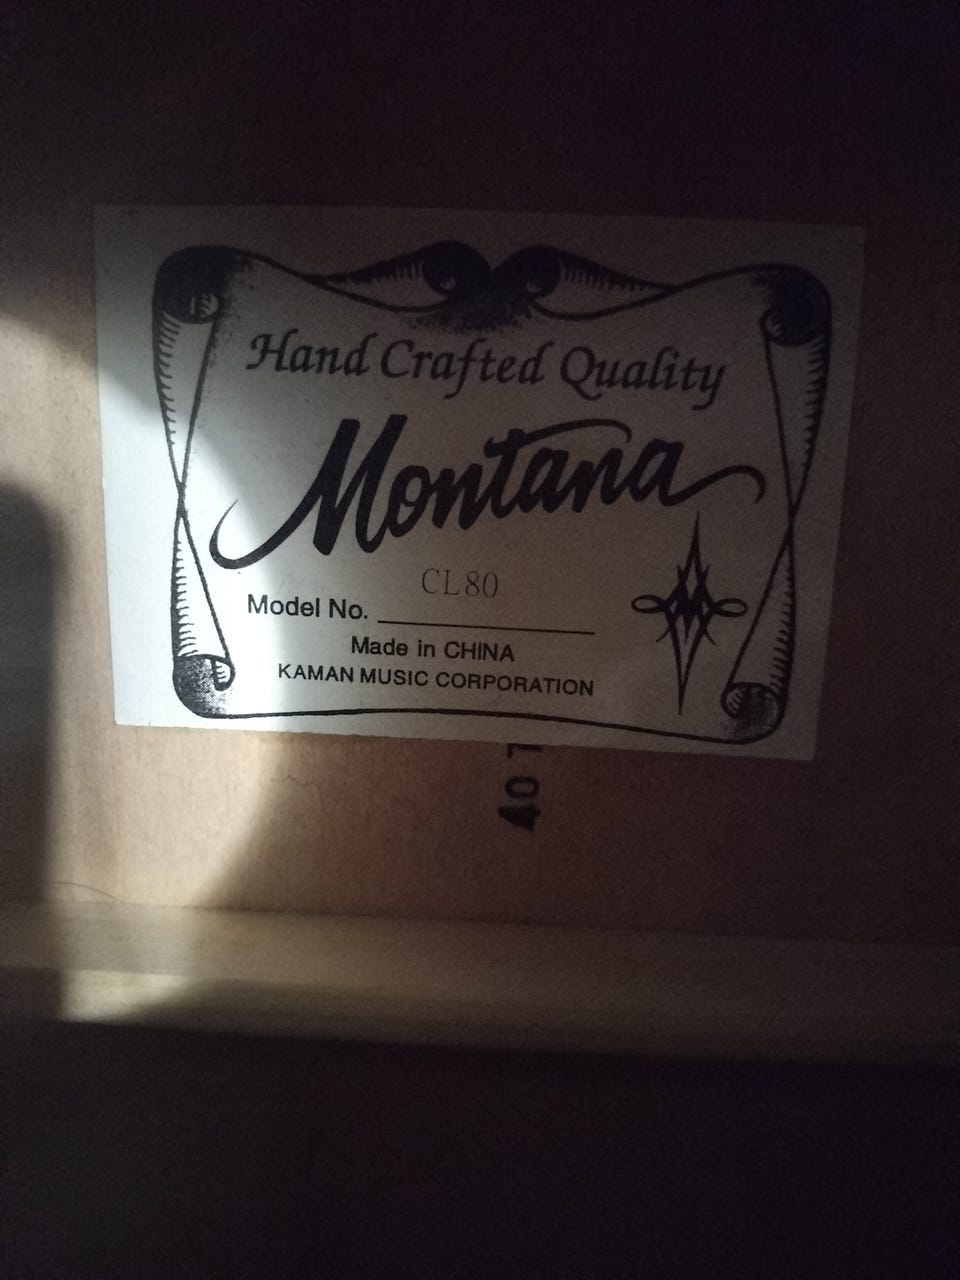 Hand Crafted Quality
Montana
CL80
Model No.
Made in CHINA
KAMAN MUSIC CORPORATION
40